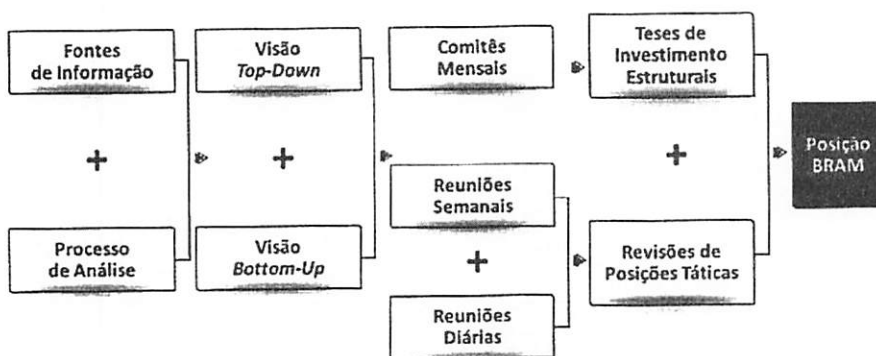 Fontes
de Informação
+
Processo
de Análise
Visão
Top-Down
+
Visão
Bottom-Up
Comitês
Mensais
Reuniões
Semanais
+
Reuniões
Diárias
Teses de
Investimento
Estruturais
+
Revisões de
Posições Táticas
Posição
BRAM